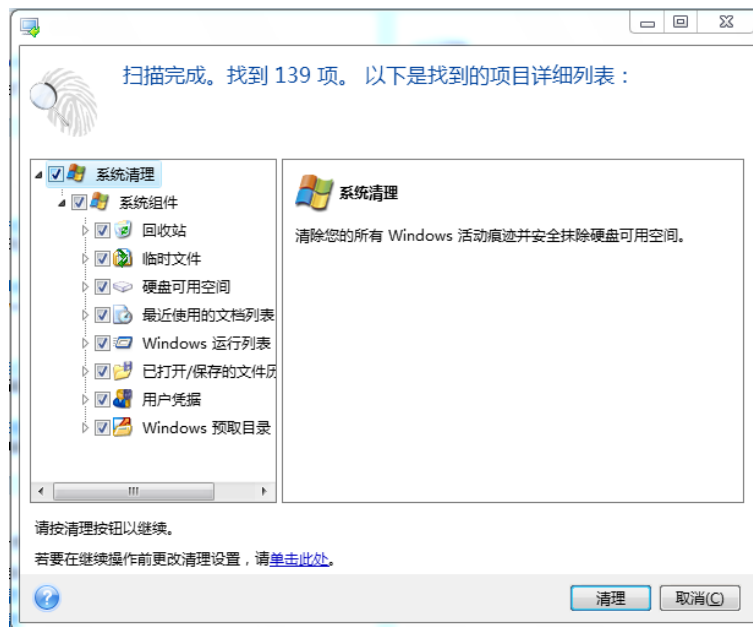 扫描完成。找到 139 项。 以下是找到的项目详细列表：
系统清理
系统组件
回收站
临时文件
硬盘可用空间
最近使用的文档列表
Windows 运行列表
已打开/保存的文件历
用户凭据
Windows 预取目录
系统清理
清除您的所有 Windows 活动痕迹并安全抹除硬盘可用空间。
请按清理按钮以继续。
若要在继续操作前更改清理设置，请单击此处。
清理
取消(C)